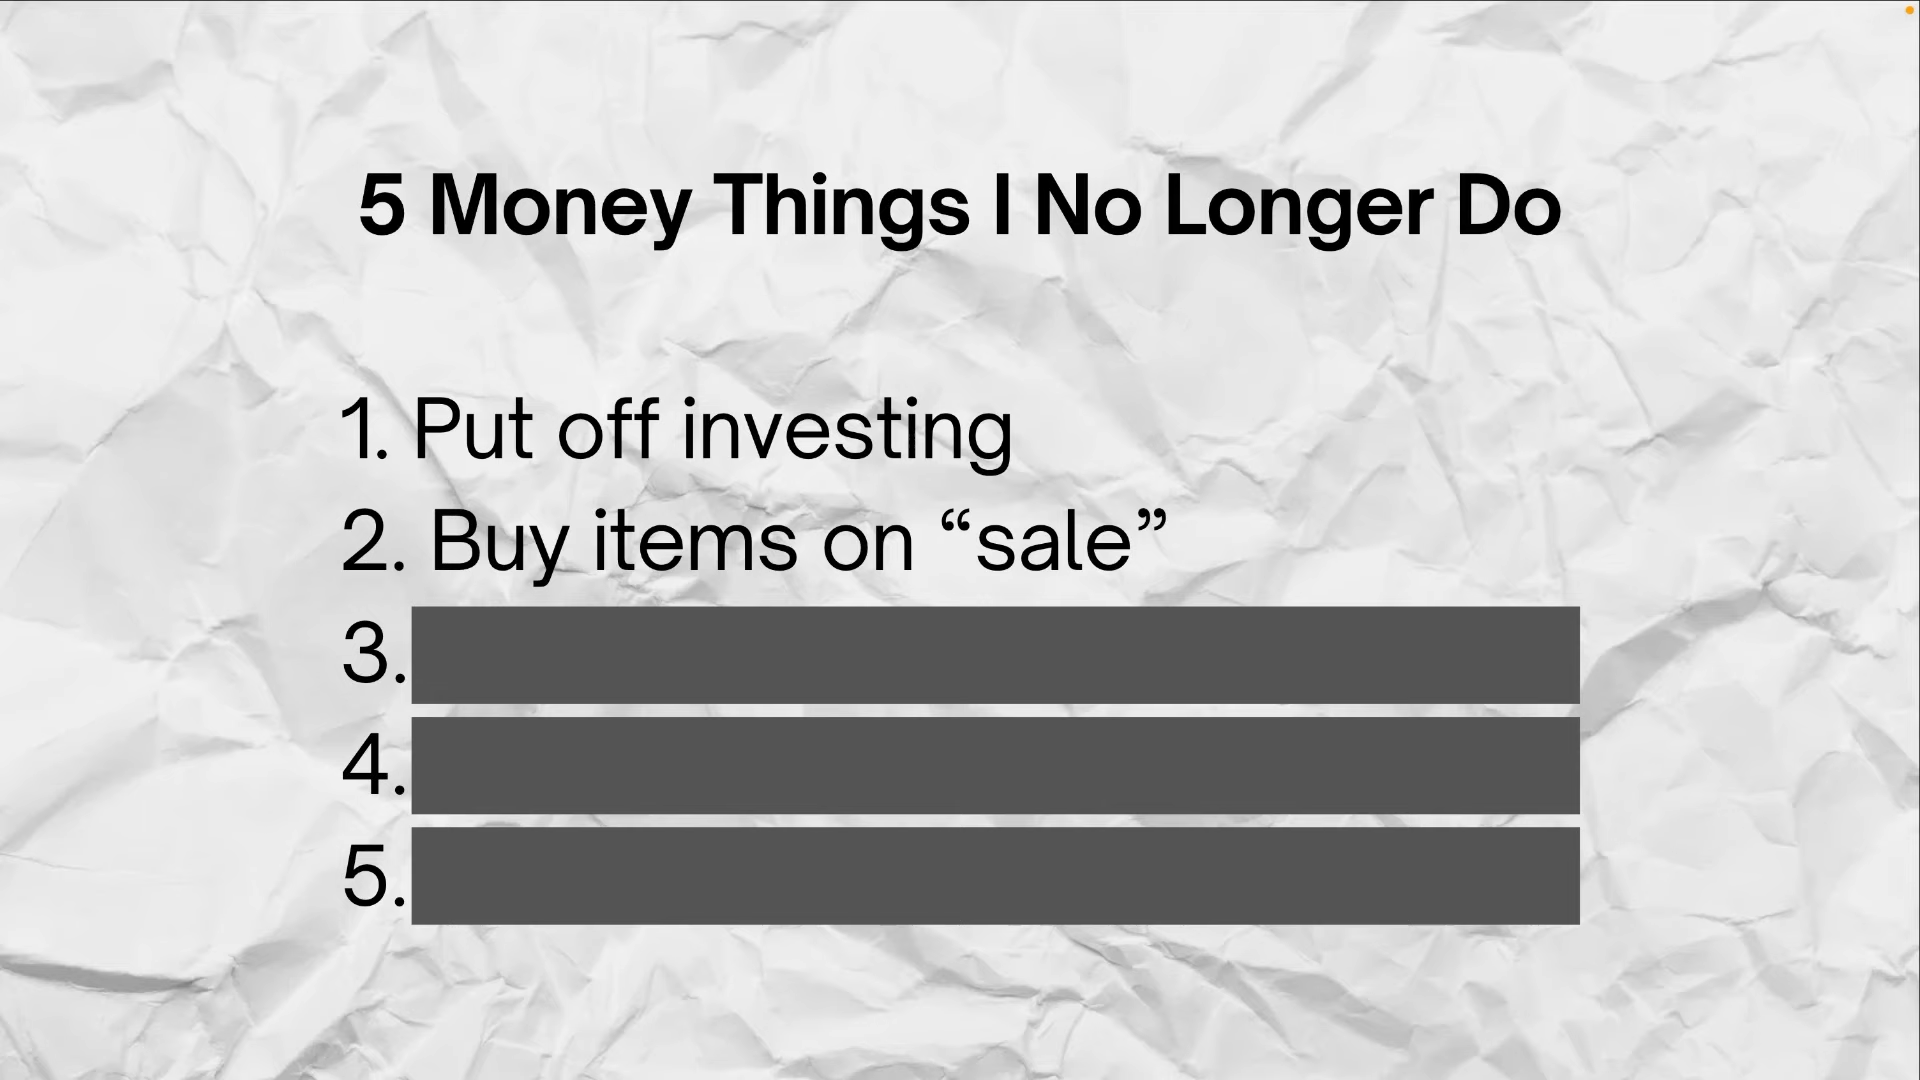 5 Money Things I No Longer Do
1. Put off investing
2. Buy items on “sale”
3.
4.
5.